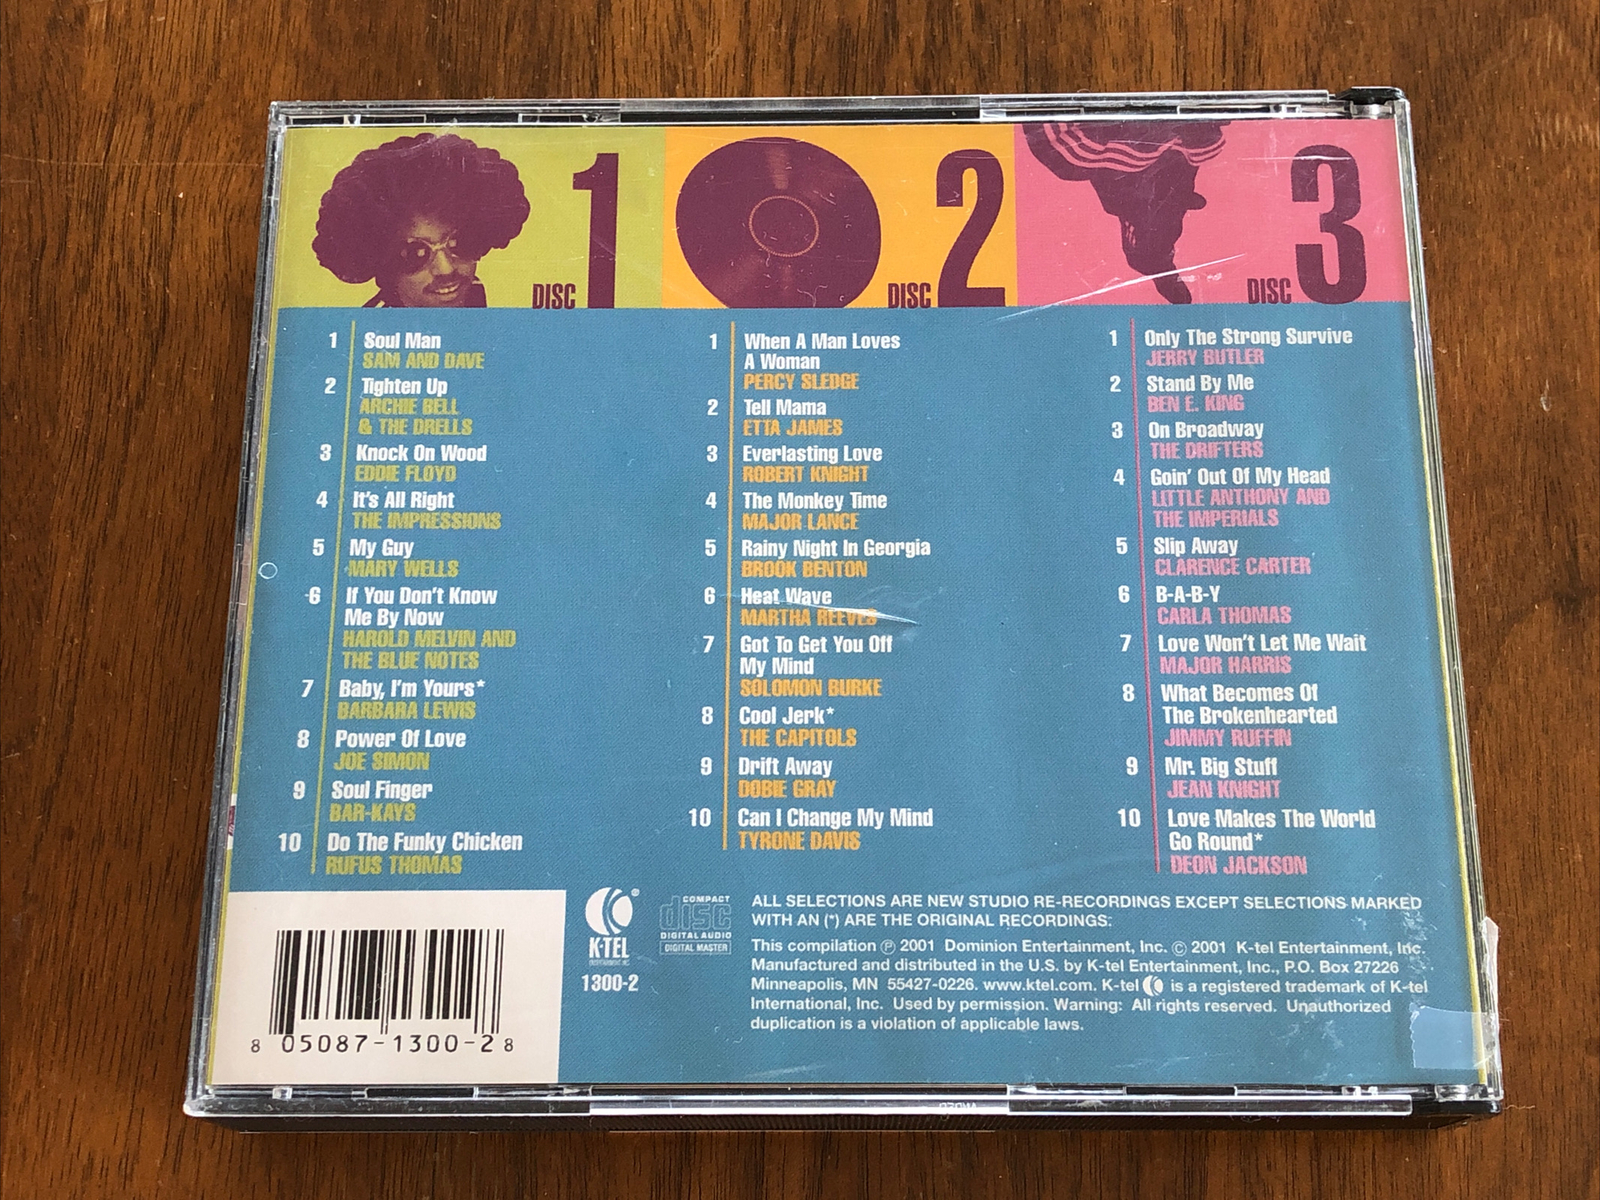 DISC 1
1 Soul Man
SAM AND DAVE
2 Tighten Up
ARCHIE BELL
& THE DRELLS
3 Knock On Wood
EDDIE FLOYD
4 It's All Right
THE IMPRESSIONS
5 My Guy
MARY WELLS
6 If You Don't Know
Me By Now
HAROLD MELVIN AND
THE BLUE NOTES
7 Baby, I'm Yours*
BARBARA LEWIS
8 Power Of Love
JOE SIMON
9 Soul Finger
BAR-KAYS
10 Do The Funky Chicken
RUFUS THOMAS
DISC 2
1 When A Man Loves
A Woman
PERCY SLEDGE
2 Tell Mama
ETTA JAMES
3 Everlasting Love
ROBERT KNIGHT
4 The Monkey Time
MAJOR LANCE
5 Rainy Night In Georgia
BROOK BENTON
6 Heat Wave
MARTHA REEVES
7 Got To Get You Off
My Mind
SOLOMON BURKE
8 Cool Jerk*
THE CAPITOLS
9 Drift Away
DOBIE GRAY
10 Can I Change My Mind
TYRONE DAVIS
DISC 3
1 Only The Strong Survive
JERRY BUTLER
2 Stand By Me
BEN E. KING
3 On Broadway
THE DRIFTERS
4 Goin' Out Of My Head
LITTLE ANTHONY AND
THE IMPERIALS
5 Slip Away
CLARENCE CARTER
6 B-A-B-Y
CARLA THOMAS
7 Love Won't Let Me Wait
MAJOR HARRIS
8 What Becomes Of
The Brokenhearted
JIMMY RUFFIN
9 Mr. Big Stuff
JEAN KNIGHT
10 Love Makes The World
Go Round*
DEON JACKSON
8 05087-1300-2 8
K-TEL
®
1300-2
COMPACT
disc
DIGITAL AUDIO
DIGITAL MASTER
ALL SELECTIONS ARE NEW STUDIO RE-RECORDINGS EXCEPT SELECTIONS MARKED
WITH AN (*) ARE THE ORIGINAL RECORDINGS:
This compilation ℗ 2001 Dominion Entertainment, Inc. © 2001 K-tel Entertainment, Inc.
Manufactured and distributed in the U.S. by K-tel Entertainment, Inc., P.O. Box 27226
Minneapolis, MN 55427-0226. www.ktel.com. K-tel is a registered trademark of K-tel
International, Inc. Used by permission. Warning: All rights reserved. Unauthorized
duplication is a violation of applicable laws.